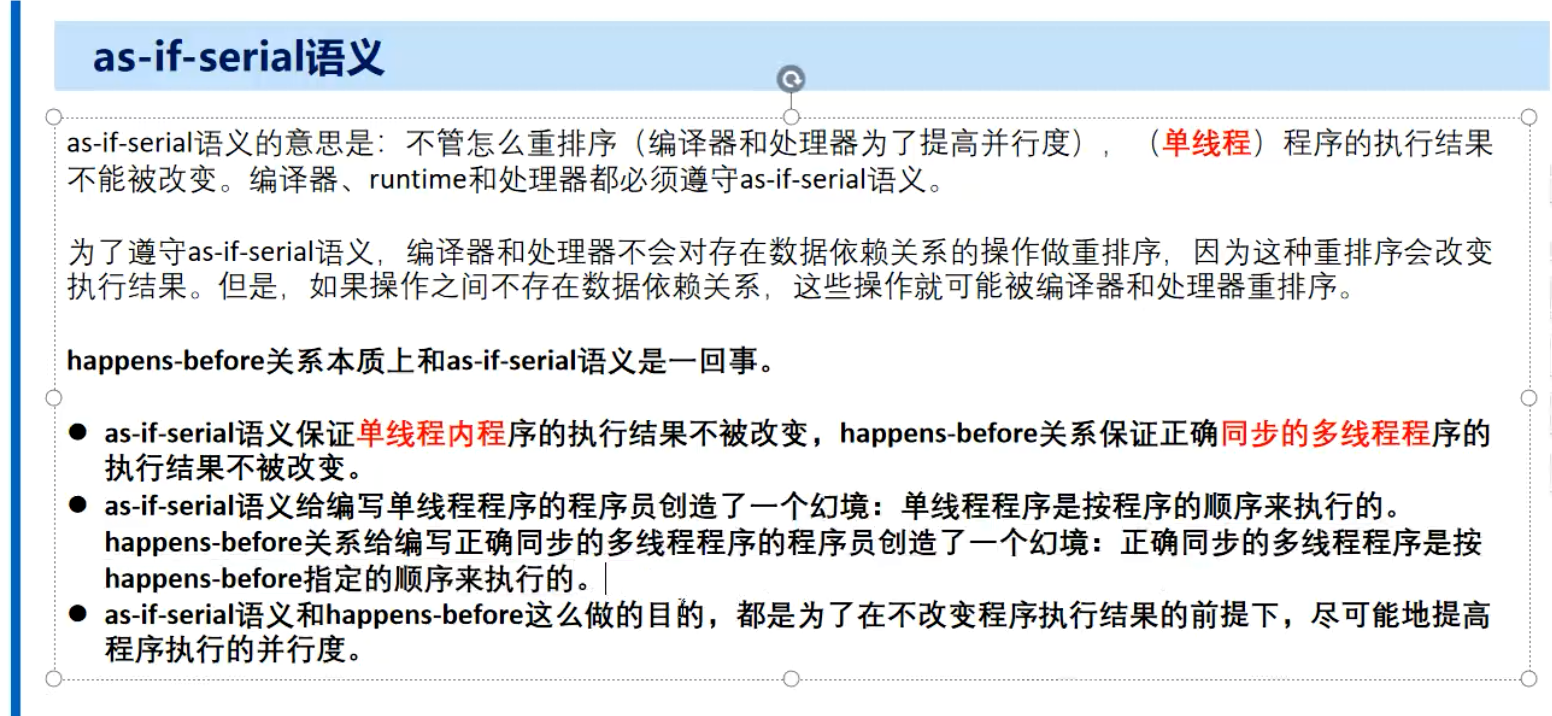 as-if-serial语义
as-if-serial语义的意思是：不管怎么重排序（编译器和处理器为了提高并行度），（单线程）程序的执行结果
不能被改变。编译器、runtime和处理器都必须遵守as-if-serial语义。
为了遵守as-if-serial语义，编译器和处理器不会对存在数据依赖关系的操作做重排序，因为这种重排序会改变
执行结果。但是，如果操作之间不存在数据依赖关系，这些操作就可能被编译器和处理器重排序。
happens-before关系本质上和as-if-serial语义是一回事。
● as-if-serial语义保证单线程内程序的执行结果不被改变，happens-before关系保证正确同步的多线程程序的
执行结果不被改变。
● as-if-serial语义给编写单线程程序的程序员创造了一个幻境：单线程程序是按程序的顺序来执行的。
happens-before关系给编写正确同步的多线程程序的程序员创造了一个幻境：正确同步的多线程程序是按
happens-before指定的顺序来执行的。
● as-if-serial语义和happens-before这么做的目的，都是为了在不改变程序执行结果的前提下，尽可能地提高
程序执行的并行度。